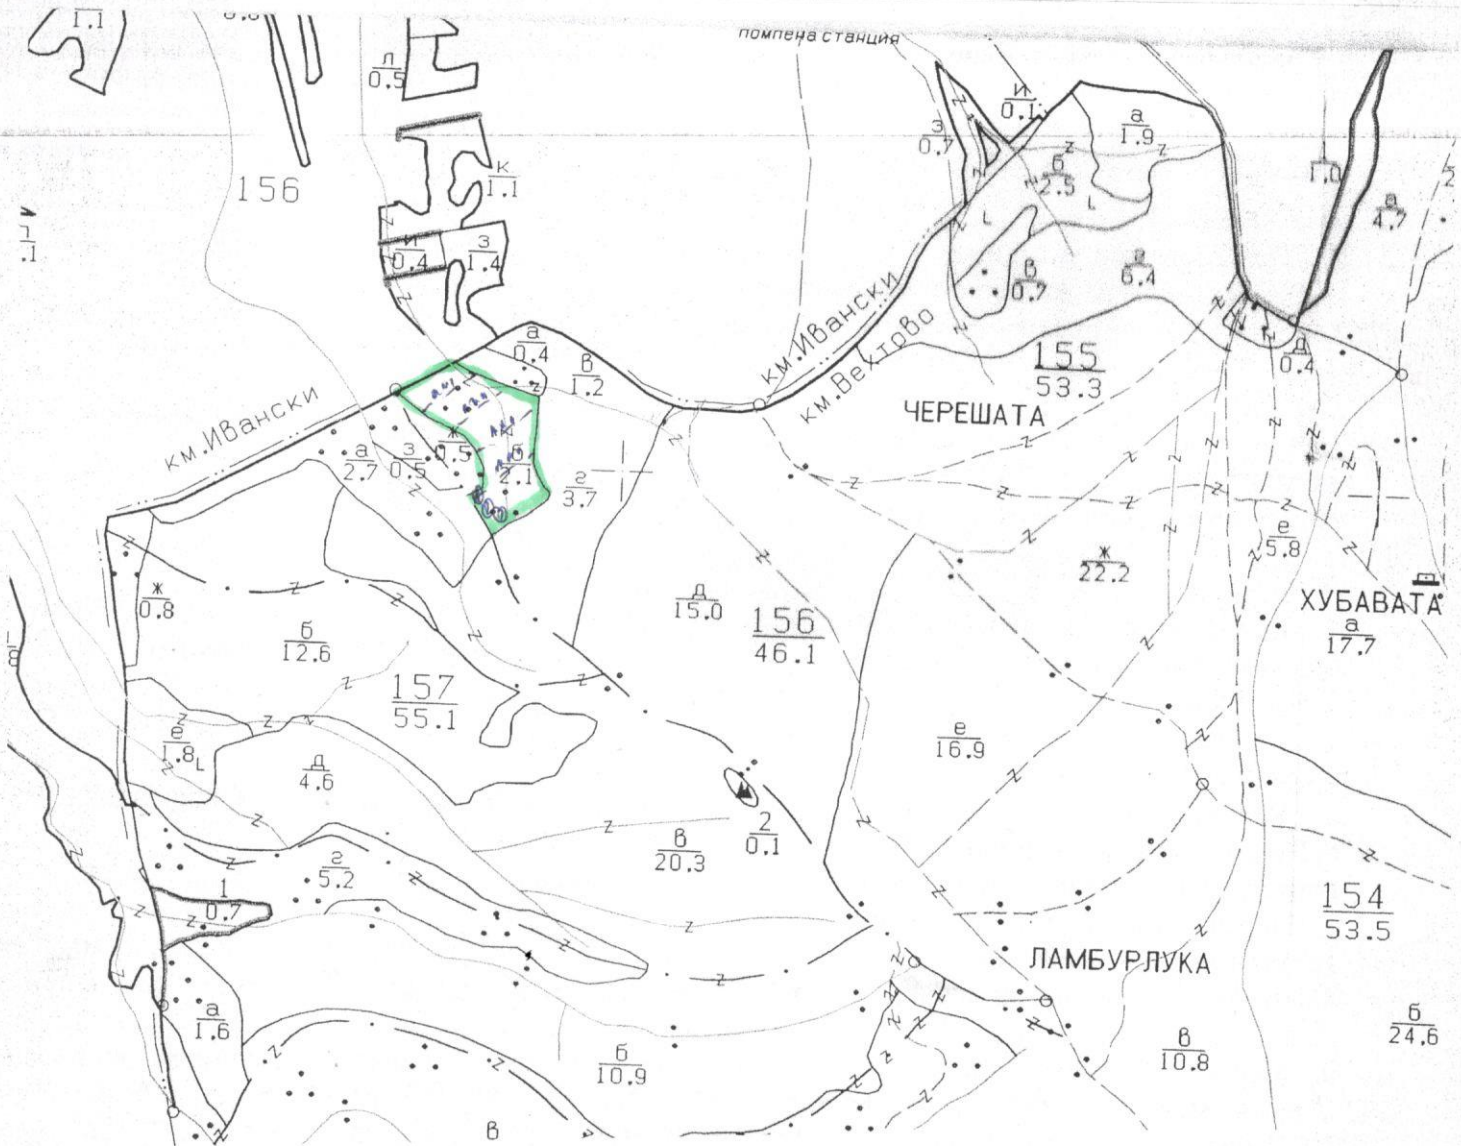 1.1
помпена станция
л
0.5
и
0.1
а
1.9
з
0.7
б
2.5
L
L
1.0
а
4.7
156
к
1.1
и
0.4
з
1.4
в
0.7
6.4
км.Ивански
км.Вехтово
155
53.3
д
0.4
а
0.4
в
1.2
ЧЕРЕШАТА
км.Ивански
а
2.7
з
0.5
ж
0.5
б
2.1
г
3.7
ж
22.2
е
5.8
ХУБАВАТА
а
17.7
ж
0.8
б
12.6
д
15.0
156
46.1
157
55.1
е
1.8
L
д
4.6
е
16.9
2
0.1
в
20.3
г
5.2
1
0.7
154
53.5
ЛАМБУРЛУКА
а
1.6
б
10.9
в
10.8
б
24.6
в